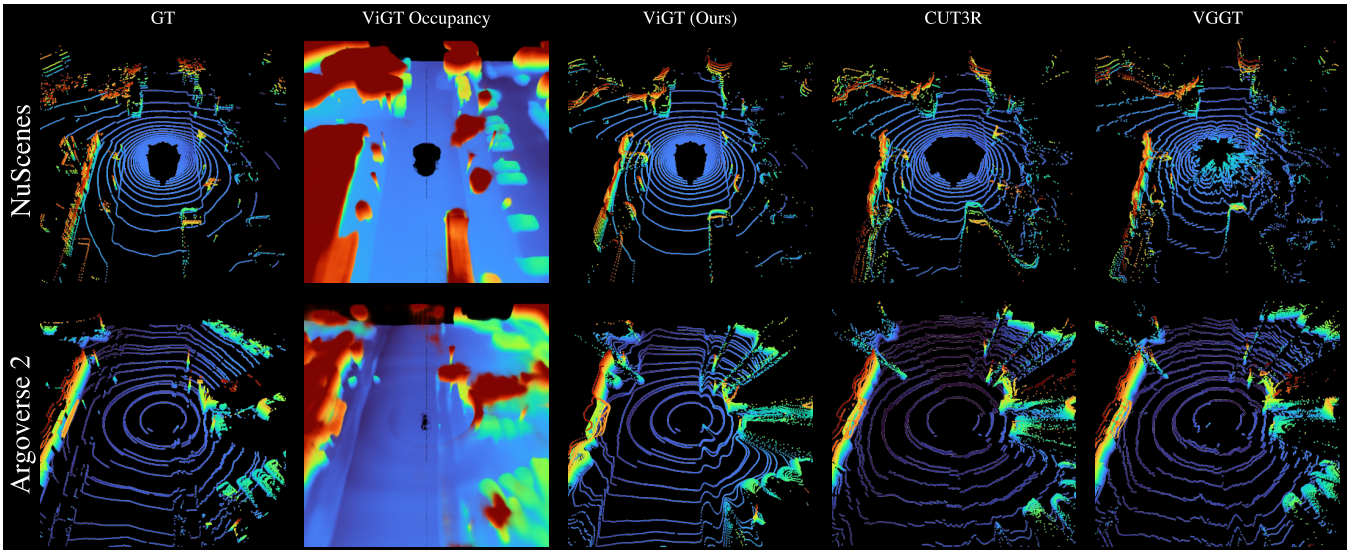 GT
ViGT Occupancy
ViGT (Ours)
CUT3R
VGGT
NuScenes
Argoverse 2